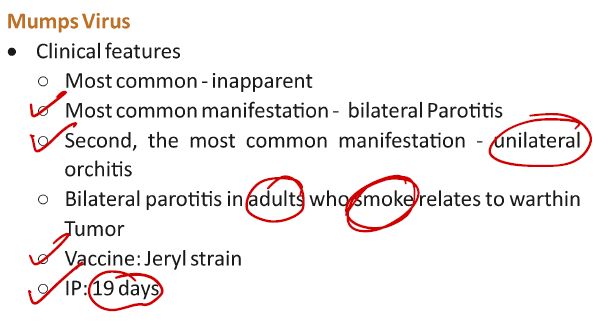 Mumps Virus
• Clinical features
○ Most common - inapparent
○ Most common manifestation - bilateral Parotitis
○ Second, the most common manifestation - unilateral
orchitis
○ Bilateral parotitis in adults who smoke relates to warthin
Tumor
○ Vaccine: Jeryl strain
○ IP: 19 days